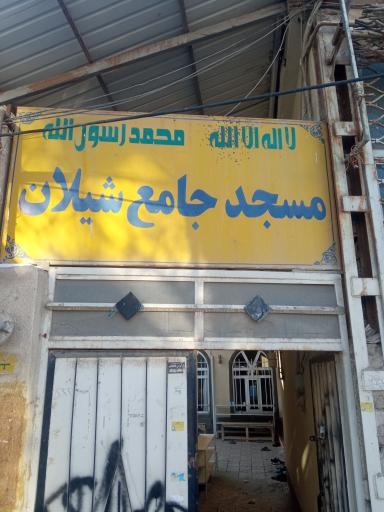 لا اله الا الله محمد رسول الله
مسجد جامع شیلان